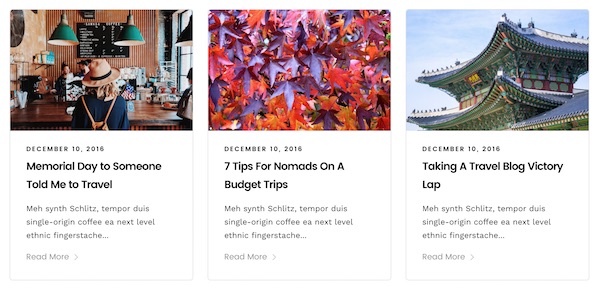 DECEMBER 10, 2016
Memorial Day to Someone
Told Me to Travel
Meh synth Schlitz, tempor duis
single-origin coffee ea next level
ethnic fingerstache...
Read More
DECEMBER 10, 2016
7 Tips For Nomads On A
Budget Trips
Meh synth Schlitz, tempor duis
single-origin coffee ea next level
ethnic fingerstache...
Read More
DECEMBER 10, 2016
Taking A Travel Blog Victory
Lap
Meh synth Schlitz, tempor duis
single-origin coffee ea next level
ethnic fingerstache...
Read More